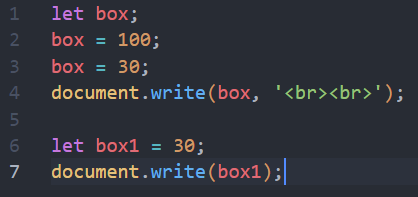 1 let box;
2 box = 100;
3 box = 30;
4 document.write(box, '<br><br>');
5
6 let box1 = 30;
7 document.write(box1);